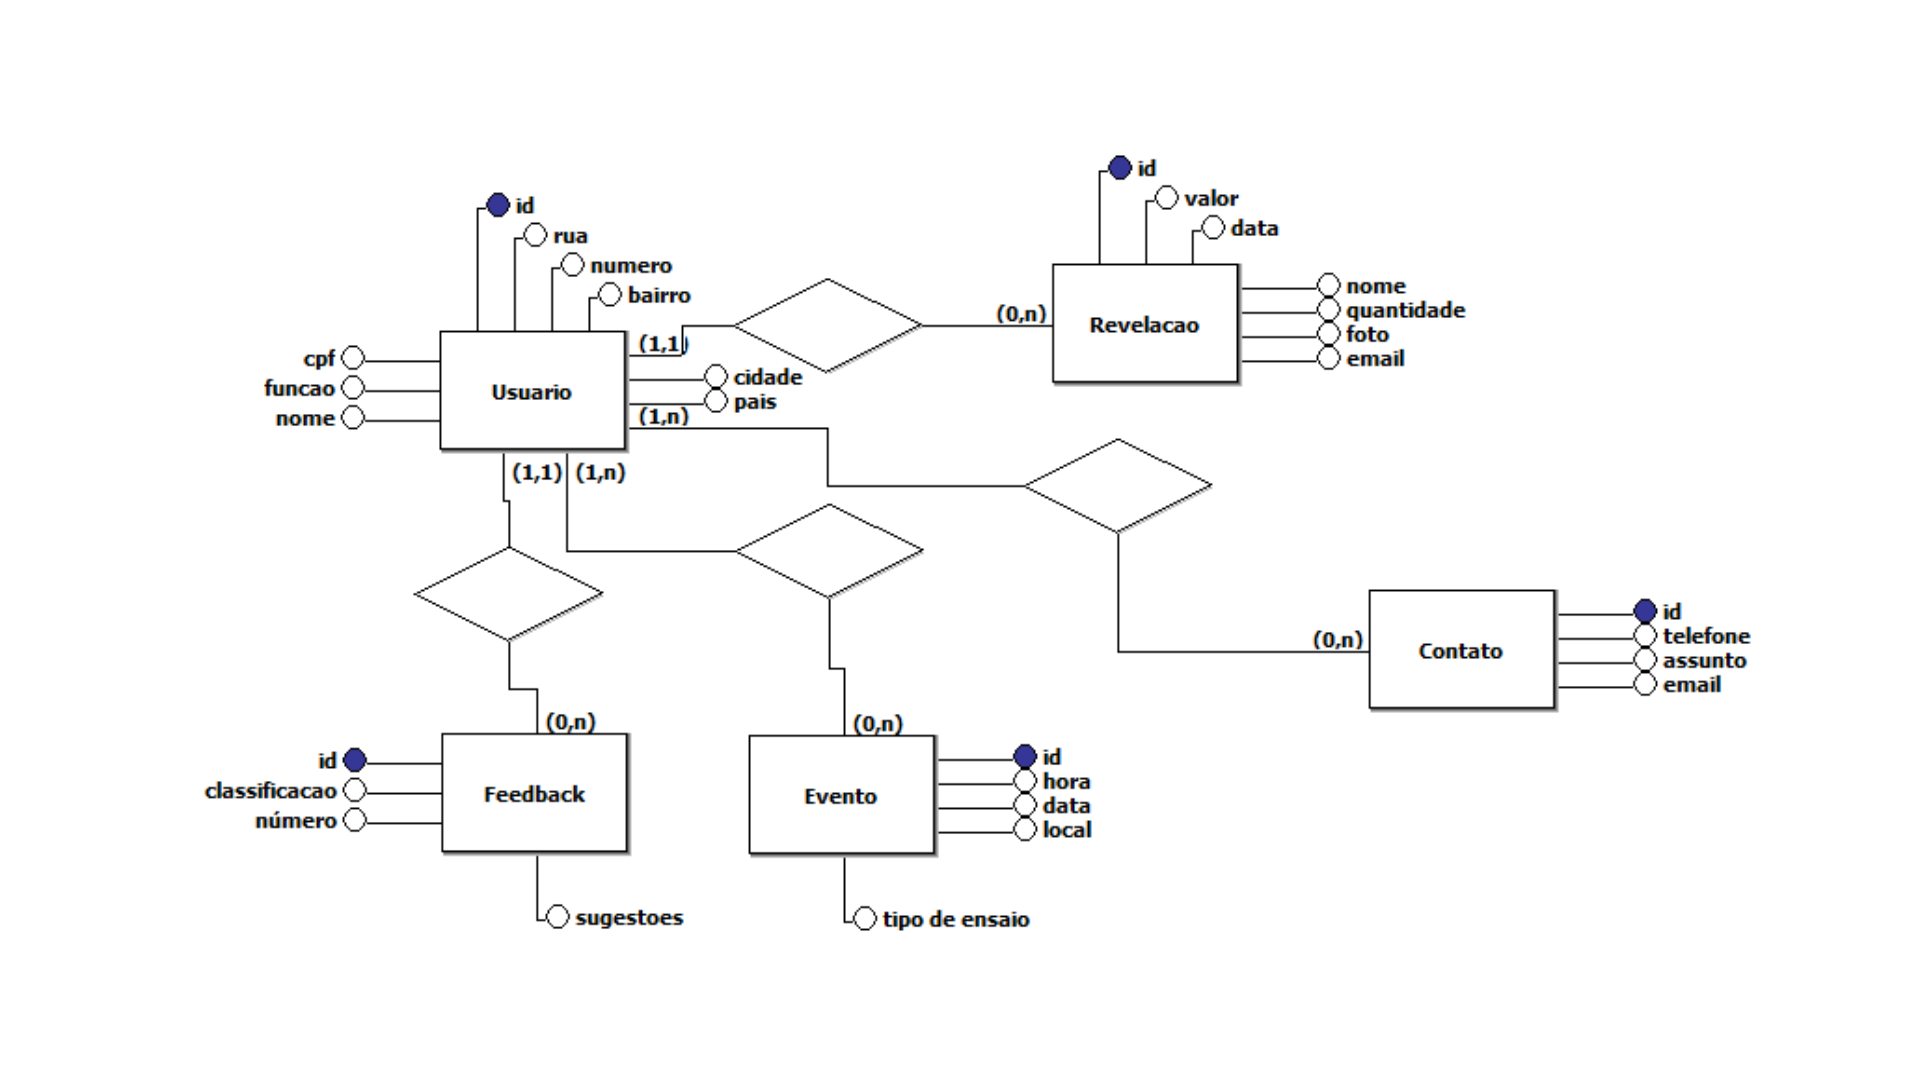 id
rua
numero
bairro
cpf
funcao
nome
Usuario
(1,1)
cidade
pais
(1,n)
(1,1)
(1,n)
id
valor
data
(0,n)
Revelacao
nome
quantidade
foto
email
(0,n)
Contato
id
telefone
assunto
email
(0,n)
id
classificacao
número
Feedback
sugestoes
(0,n)
Evento
id
hora
data
local
tipo de ensaio